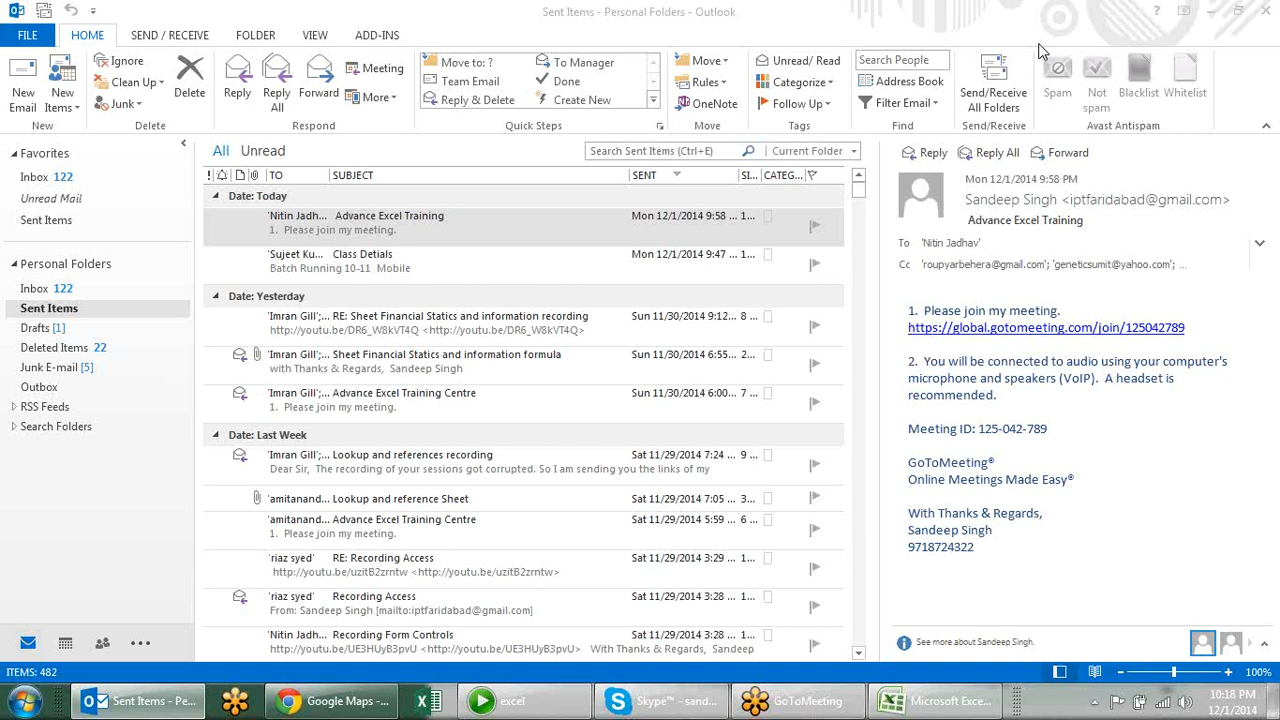 Sent Items - Personal Folders - Outlook
?
FILE HOME SEND / RECEIVE FOLDER VIEW ADD-INS
New Email
New Items
New
Ignore
Clean Up
Junk
Delete
Delete
Reply
Reply All
Forward
Meeting
More
Respond
Move to: ?
Team Email
Reply & Delete
To Manager
Done
Create New
Quick Steps
Move
Rules
OneNote
Move
Unread/ Read
Categorize
Follow Up
Tags
Search People
Address Book
Filter Email
Find
Send/Receive All Folders
Send/Receive
Spam
Not spam
Blacklist
Whitelist
Avast Antispam
Favorites
Inbox 122
Unread Mail
Sent Items
Personal Folders
Inbox 122
Sent Items
Drafts [1]
Deleted Items 22
Junk E-mail [5]
Outbox
RSS Feeds
Search Folders
All Unread
Search Sent Items (Ctrl+E) Current Folder
! TO SUBJECT SENT SI... CATEG...
Date: Today
'Nitin Jadh... Advance Excel Training Mon 12/1/2014 9:58 ... 1...
1. Please join my meeting.
'Sujeet Ku... Class Detials Mon 12/1/2014 9:47 ... 1...
Batch Running 10-11 Mobile
Date: Yesterday
'Imran Gill';... RE: Sheet Financial Statics and information recording Sun 11/30/2014 9:12... 8 ...
http://youtu.be/DR6_W8kVT4Q <http://youtu.be/DR6_W8kVT4Q>
'Imran Gill';... Sheet Financial Statics and information formula Sun 11/30/2014 6:55... 2 ...
with Thanks & Regards, Sandeep Singh
'Imran Gill';... Advance Excel Training Centre Sun 11/30/2014 6:00... 7 ...
1. Please join my meeting.
Date: Last Week
'Imran Gill';... Lookup and references recording Sat 11/29/2014 7:24 ... 9 ...
Dear Sir, The recording of your sessions got corrupted. So I am sending you the links of my
'amitanand... Lookup and reference Sheet Sat 11/29/2014 7:05 ... 3...
'amitanand... Advance Excel Training Centre Sat 11/29/2014 5:59 ... 6 ...
1. Please join my meeting.
'riaz syed' RE: Recording Access Sat 11/29/2014 3:29 ... 1...
http://youtu.be/uzitB2zrntw <http://youtu.be/uzitB2zrntw>
'riaz syed' Recording Access Sat 11/29/2014 3:28 ... 1...
From: Sandeep Singh [mailto:iptfaridabad@gmail.com]
'Nitin Jadh... Recording Form Controls Sat 11/29/2014 3:28 ... 1...
http://youtu.be/UE3HUyB3pvU <http://youtu.be/UE3HUyB3pvU> With Thanks & Regards, Sandeep
Reply Reply All Forward
Mon 12/1/2014 9:58 PM
Sandeep Singh <iptfaridabad@gmail.com>
Advance Excel Training
To 'Nitin Jadhav'
Cc 'roupyarbehera@gmail.com'; 'geneticsumit@yahoo.com'; ...
1. Please join my meeting.
https://global.gotomeeting.com/join/125042789
2. You will be connected to audio using your computer's
microphone and speakers (VoIP). A headset is
recommended.
Meeting ID: 125-042-789
GoToMeeting®
Online Meetings Made Easy®
With Thanks & Regards,
Sandeep Singh
9718724322
See more about Sandeep Singh.
ITEMS: 482
100%
Sent Items - Pe...
Google Maps -...
excel
Skype™ - sand...
GoToMeeting
Microsoft Exce...
10:18 PM
12/1/2014